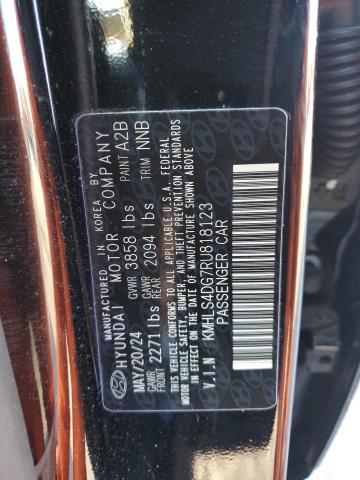 MANUFACTURED IN KOREA BY
HYUNDAI MOTOR COMPANY
MAY/20/24 GVWR 3858 lbs PAINT A2B
GAWR FRONT 2271 lbs GAWR REAR 2094 lbs TRIM NNB
THIS VEHICLE CONFORMS TO ALL APPLICABLE U.S.A. FEDERAL
MOTOR VEHICLE SAFETY, BUMPER, AND THEFT PREVENTION STANDARDS
IN EFFECT ON THE DATE OF MANUFACTURE SHOWN ABOVE.
V.I.N KMHLS4DG7RU818123
PASSENGER CAR